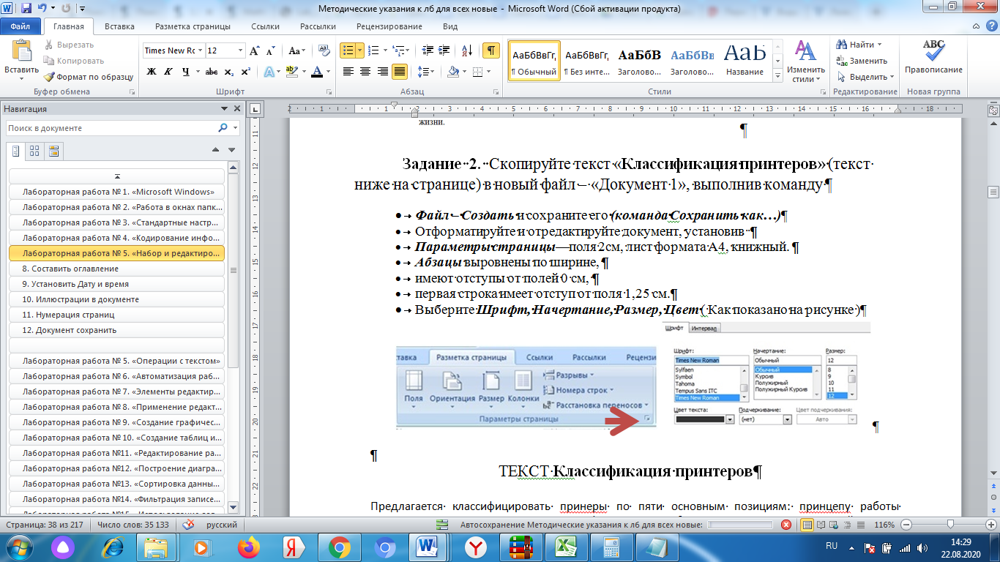 Методические указания к лб для всех новые - Microsoft Word (Сбой активации продукта)
Файл Главная Вставка Разметка страницы Ссылки Рассылки Рецензирование Вид
Вставить
Вырезать
Копировать
Формат по образцу
Буфер обмена
Times New Rc 12
Ж К Ч abc x₂ x²
Шрифт
Абзац
АаБбВвГг, АаБбВвГг, АаБбВ АаБбВв АаЬ
¶ Обычный ¶ Без инте... Заголово... Заголово... Название
Стили
Изменить стили
Найти
Заменить
Выделить
Редактирование
ABC
Правописание
Новая группа
Навигация
Поиск в документе
Лабораторная работа № 1. «Microsoft Windows»
Лабораторная работа № 2. «Работа в окнах папк...
Лабораторная работа № 3. «Стандартные настр...
Лабораторная работа № 4. «Кодирование инфо...
Лабораторная работа № 5. «Набор и редактиро...
8. Составить оглавление
9. Установить Дату и время
10. Иллюстрации в документе
11. Нумерация страниц
12. Документ сохранить
Лабораторная работа № 5. «Операции с текстом»
Лабораторная работа № 6. «Автоматизация раб...
Лабораторная работа № 7. «Элементы редактир...
Лабораторная работа № 8. «Применение редакт...
Лабораторная работа № 9. «Создание графичес...
Лабораторная работа № 10. «Создание таблиц и...
Лабораторная работа №11. «Редактирование ра...
Лабораторная работа №12. «Построение диагра...
Лабораторная работа №13. «Сортировка данны...
Лабораторная работа №14. «Фильтрация записе...
жизни.
¶
Задание 2. Скопируйте текст «Классификация принтеров» (текст
ниже на странице) в новый файл – «Документ 1», выполнив команду ¶
• Файл – Создать и сохраните его (команда Сохранить как…)¶
• Отформатируйте и отредактируйте документ, установив ¶
• Параметры страницы—поля 2см, лист формата А4, книжный. ¶
• Абзацы выровнены по ширине, ¶
• имеют отступы от полей 0 см, ¶
• первая строка имеет отступ от поля 1,25 см.¶
• Выберите Шрифт, Начертание, Размер, Цвет ( Как показано на рисунке )¶
ставка Разметка страницы Ссылки Рассылки Рецензи
Поля Ориентация Размер Колонки
Разрывы
Номера строк
Расстановка переносов
Параметры страницы
Шрифт Интервал
Шрифт: Начертание: Размер:
Times New Roman Обычный 12
Sylfaen Обычный 8
Symbol Курсив 9
Tahoma Полужирный 10
Tempus Sans ITC Полужирный Курсив 11
Times New Roman 12
Цвет текста: Подчеркивание: Цвет подчеркивания:
(нет) Авто
¶
¶
ТЕКСТ Классификация принтеров¶
Предлагается классифицировать принеры по пяти основным позициям: принцепу работы
Страница: 38 из 217 Число слов: 35 133 русский Автосохранение Методические указания к лб для всех новые: 116%
RU 14:29
22.08.2020